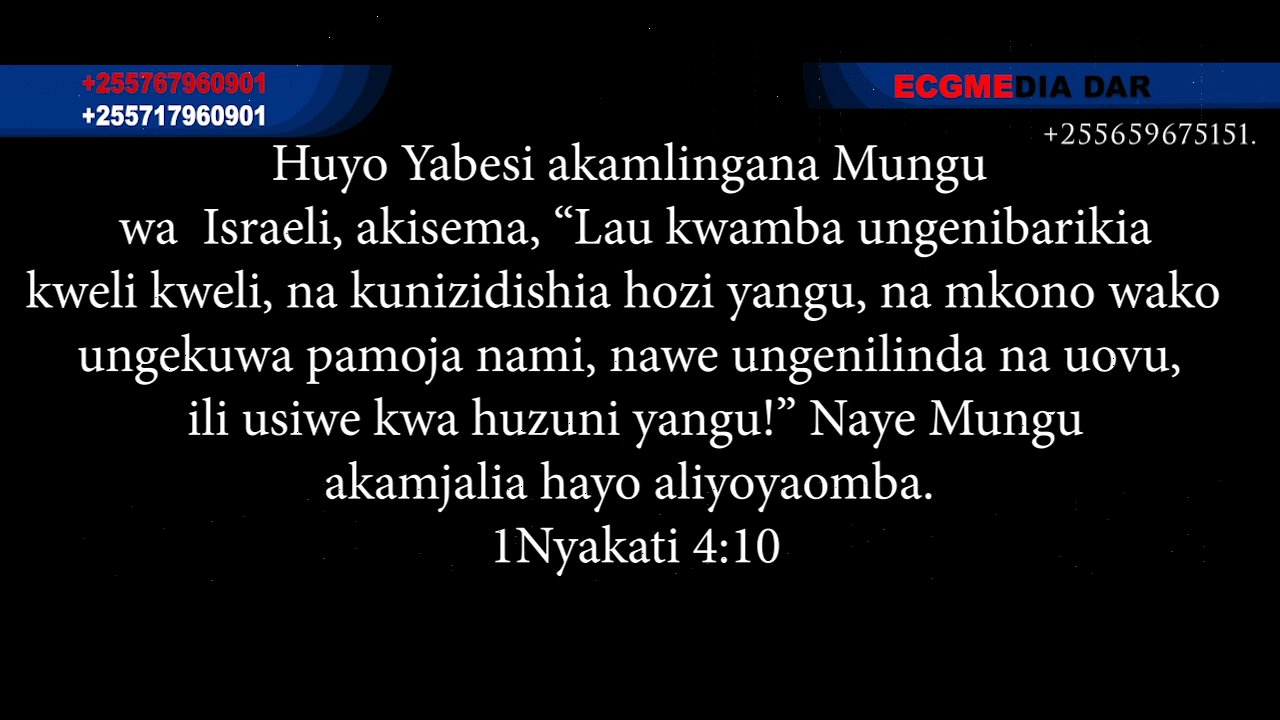 +255767960901
+255717960901
ECGMEDIA DAR
+255659675151.
Huyo Yabesi akamlingana Mungu
wa Israeli, akisema, “Lau kwamba ungenibarikia
kweli kweli, na kunizidishia hozi yangu, na mkono wako
ungekuwa pamoja nami, nawe ungenilinda na uovu,
ili usiwe kwa huzuni yangu!” Naye Mungu
akamjalia hayo aliyoyaomba.
1Nyakati 4:10